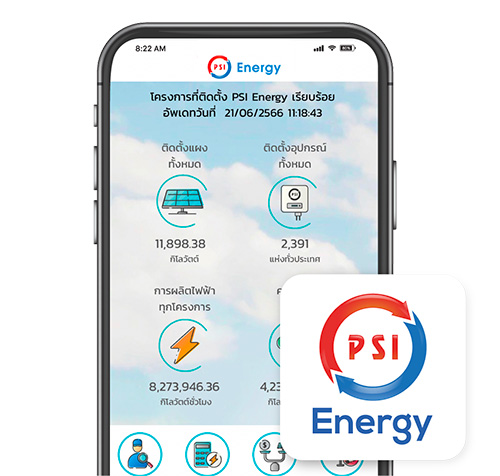 8:22 AM
PSI Energy
โครงการที่ติดตั้ง PSI Energy เรียบร้อย
อัพเดทวันที่ 21/06/2566 11:18:43
ติดตั้งแผง
ทั้งหมด
ติดตั้งอุปกรณ์
ทั้งหมด
PSI
11,898.38
กิโลวัตต์
2,391
แห่งทั่วประเทศ
การผลิตไฟฟ้า
ทุกโครงการ
8,273,946.36
กิโลวัตต์ชั่วโมง
4,23
PSI
Energy